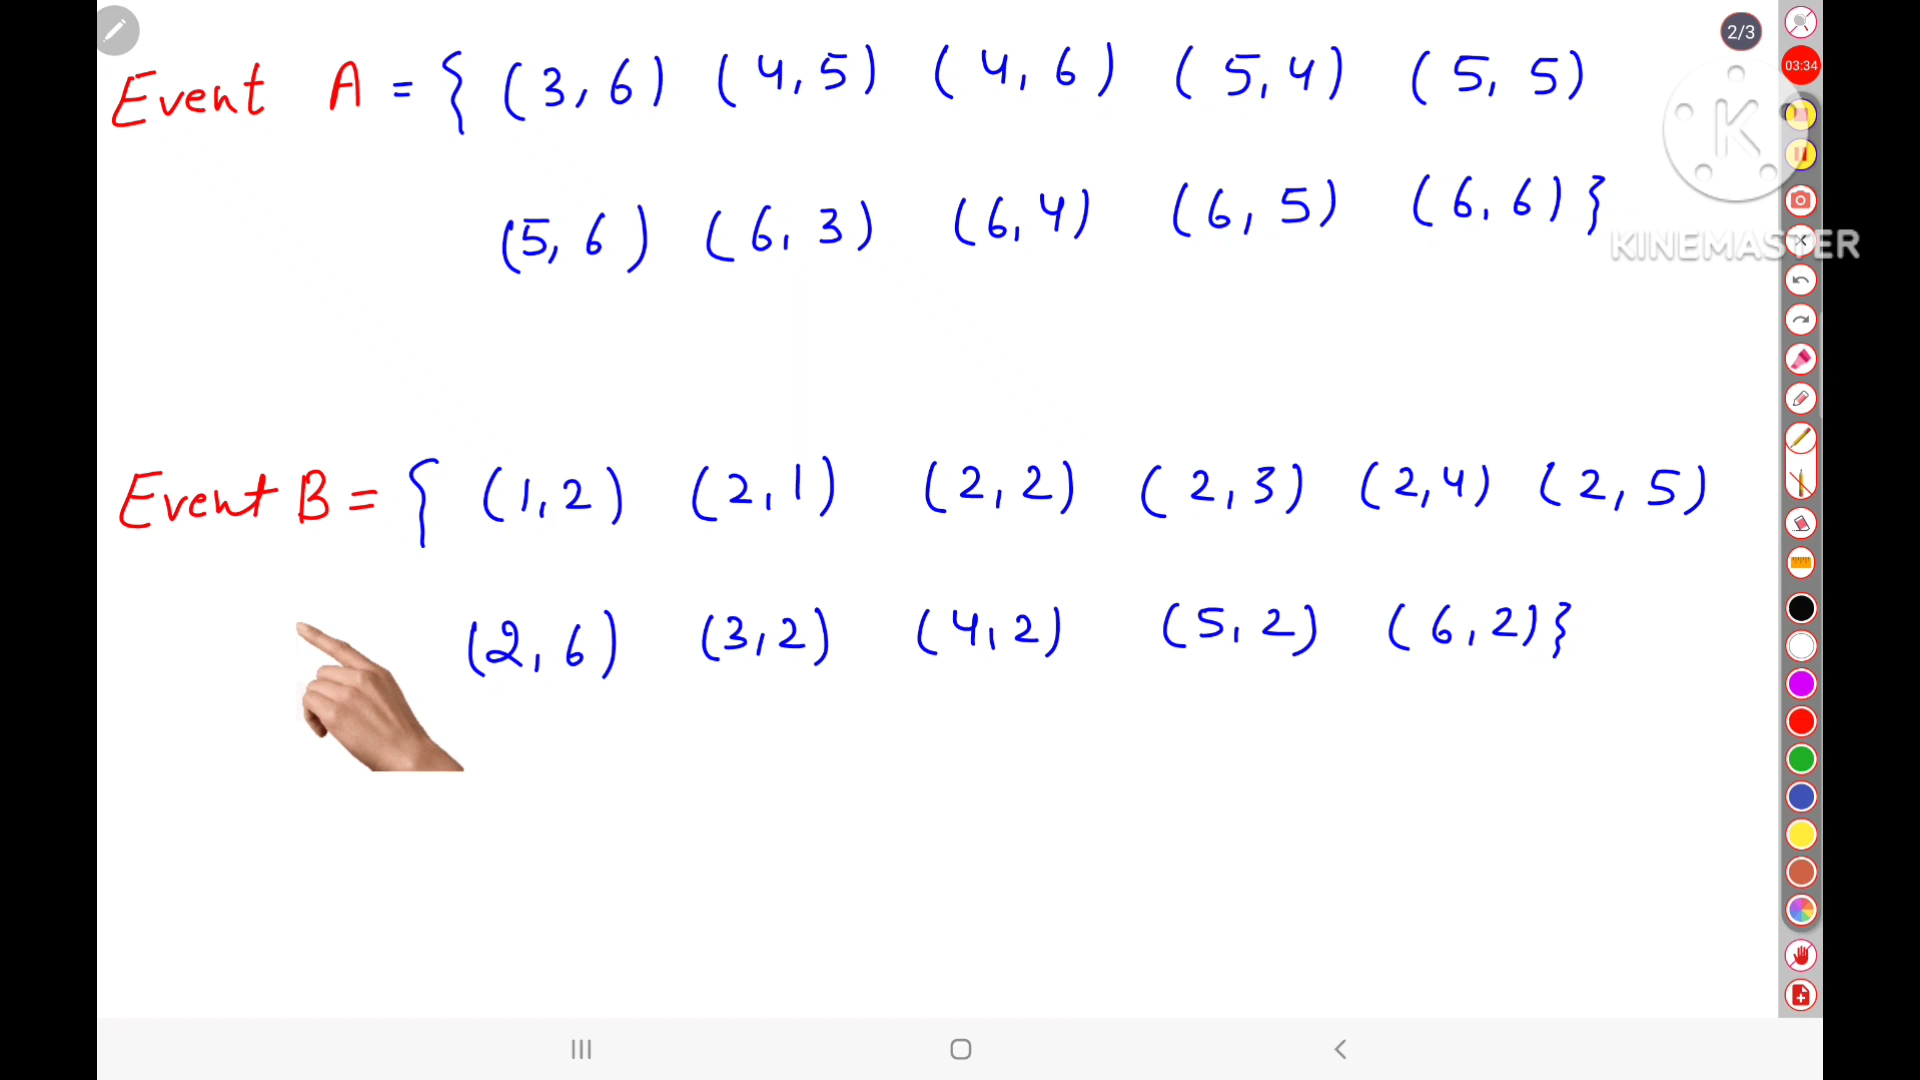 2/3
03:34
Event A = { (3, 6) (4, 5) (4, 6) (5, 4) (5, 5)
(5, 6) (6, 3) (6, 4) (6, 5) (6, 6) }
K
KINEMASTER
Event B = { (1, 2) (2, 1) (2, 2) (2, 3) (2, 4) (2, 5)
(2, 6) (3, 2) (4, 2) (5, 2) (6, 2) }